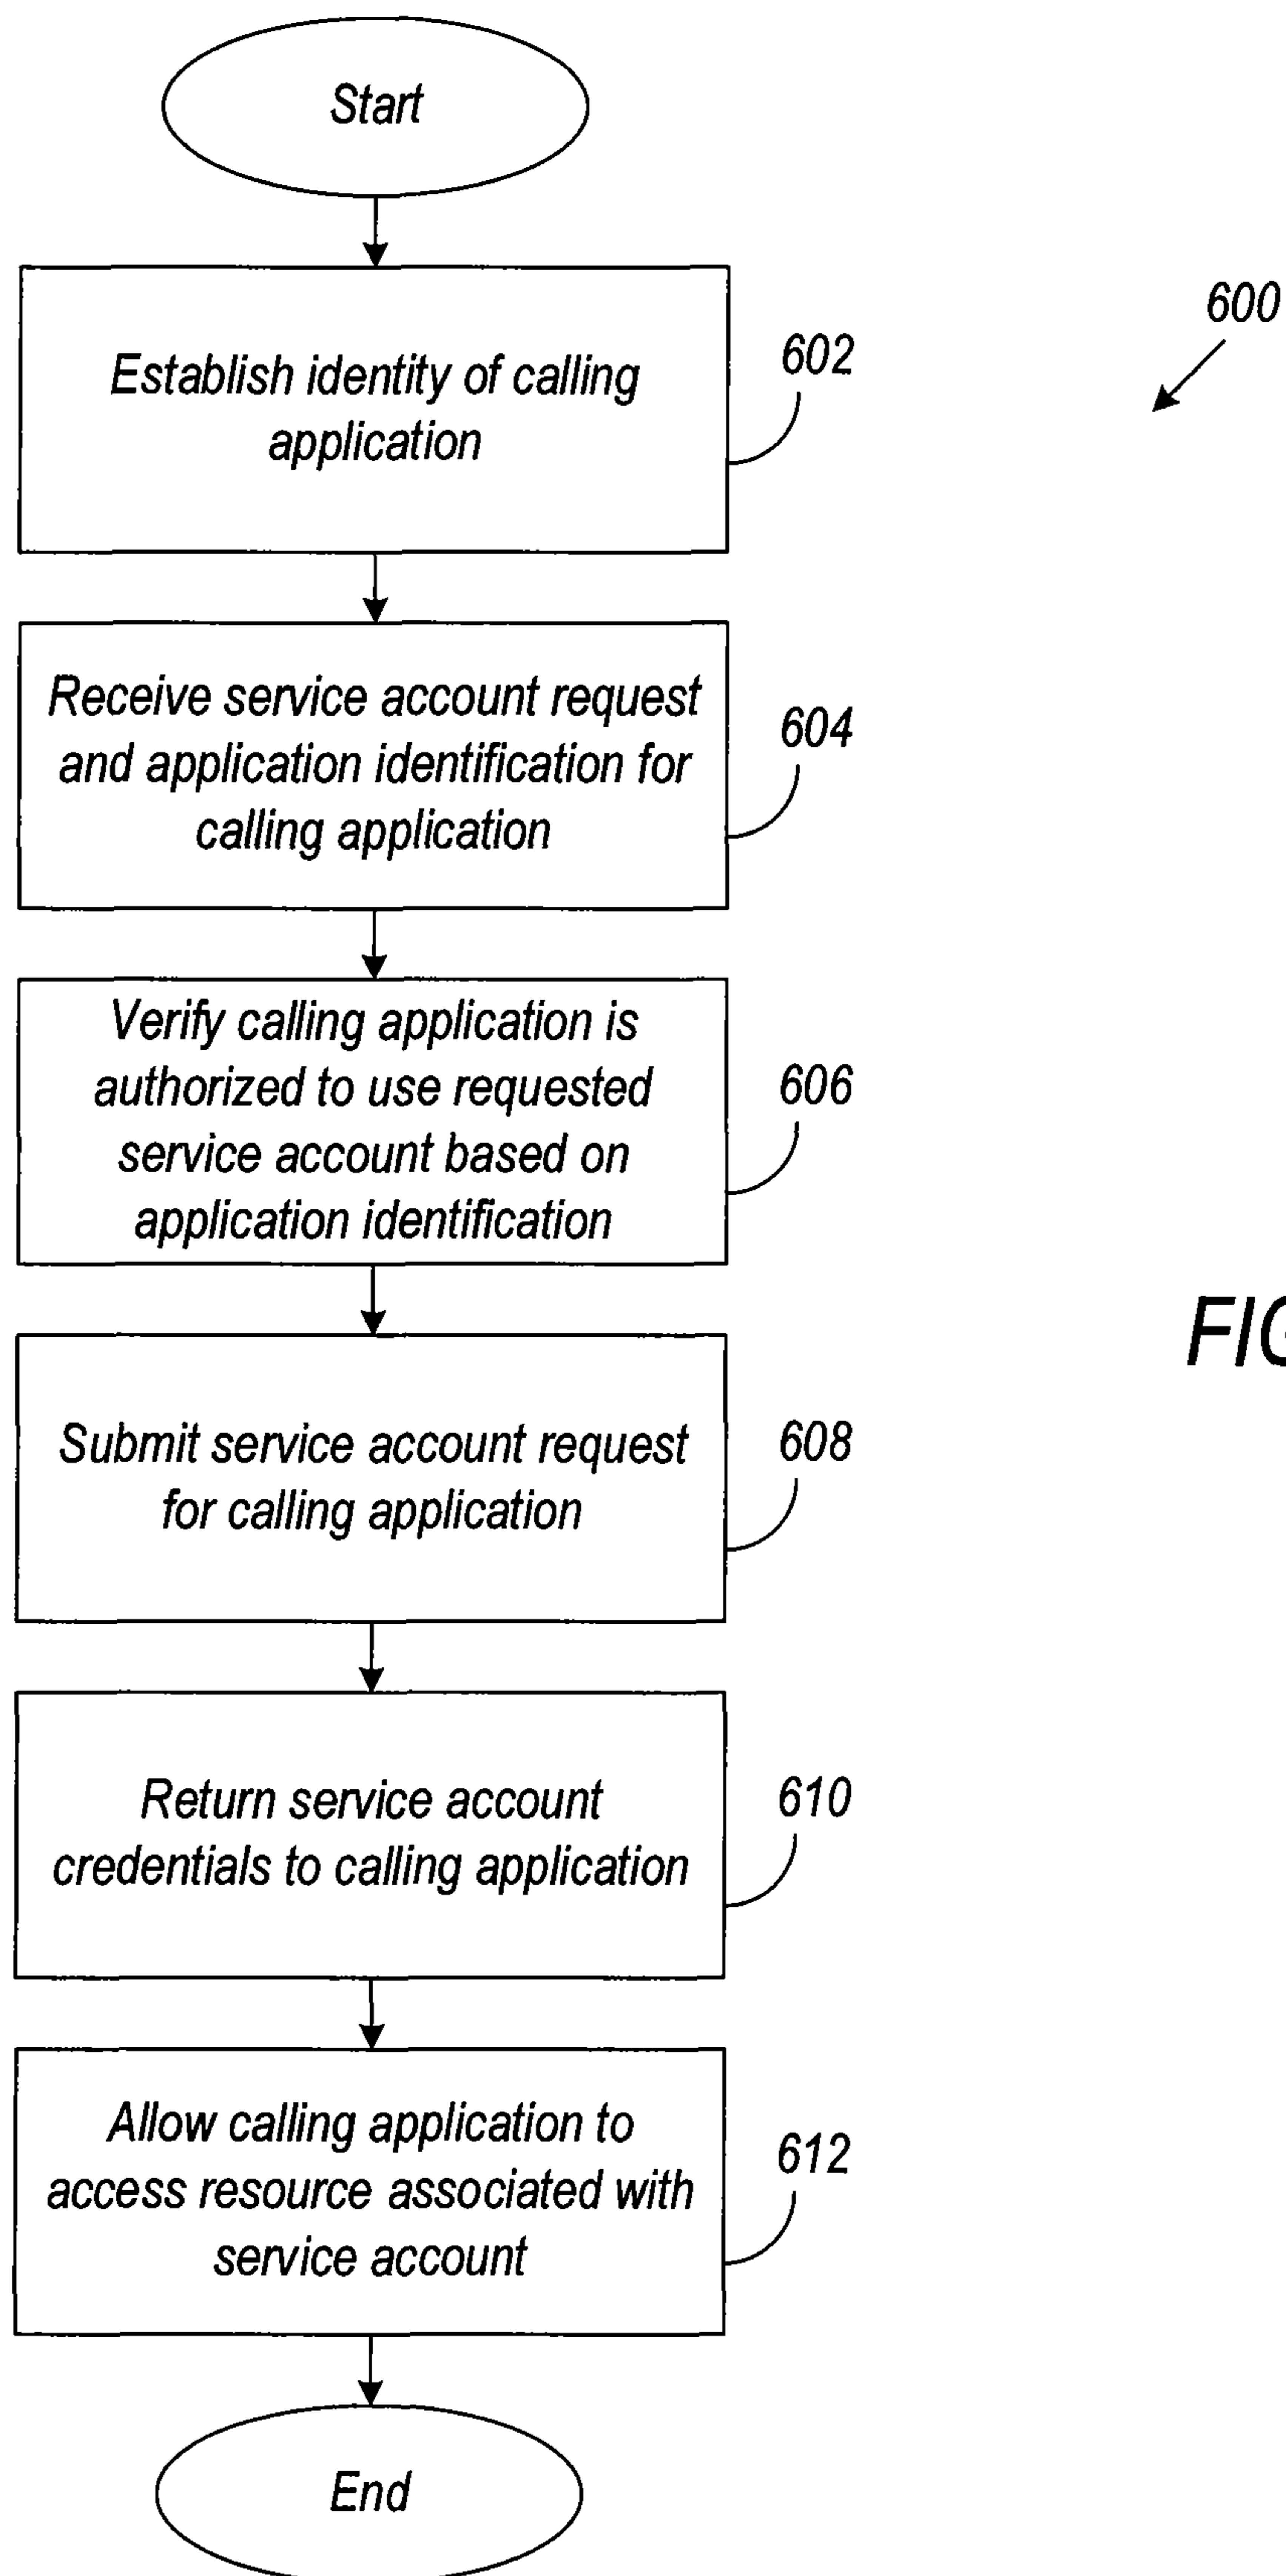 Start
600
Establish identity of calling
application
602
Receive service account request
and application identification for
calling application
604
Verify calling application is
authorized to use requested
service account based on
application identification
606
FIG
Submit service account request
for calling application
608
Return service account
credentials to calling application
610
Allow calling application to
access resource associated with
service account
612
End